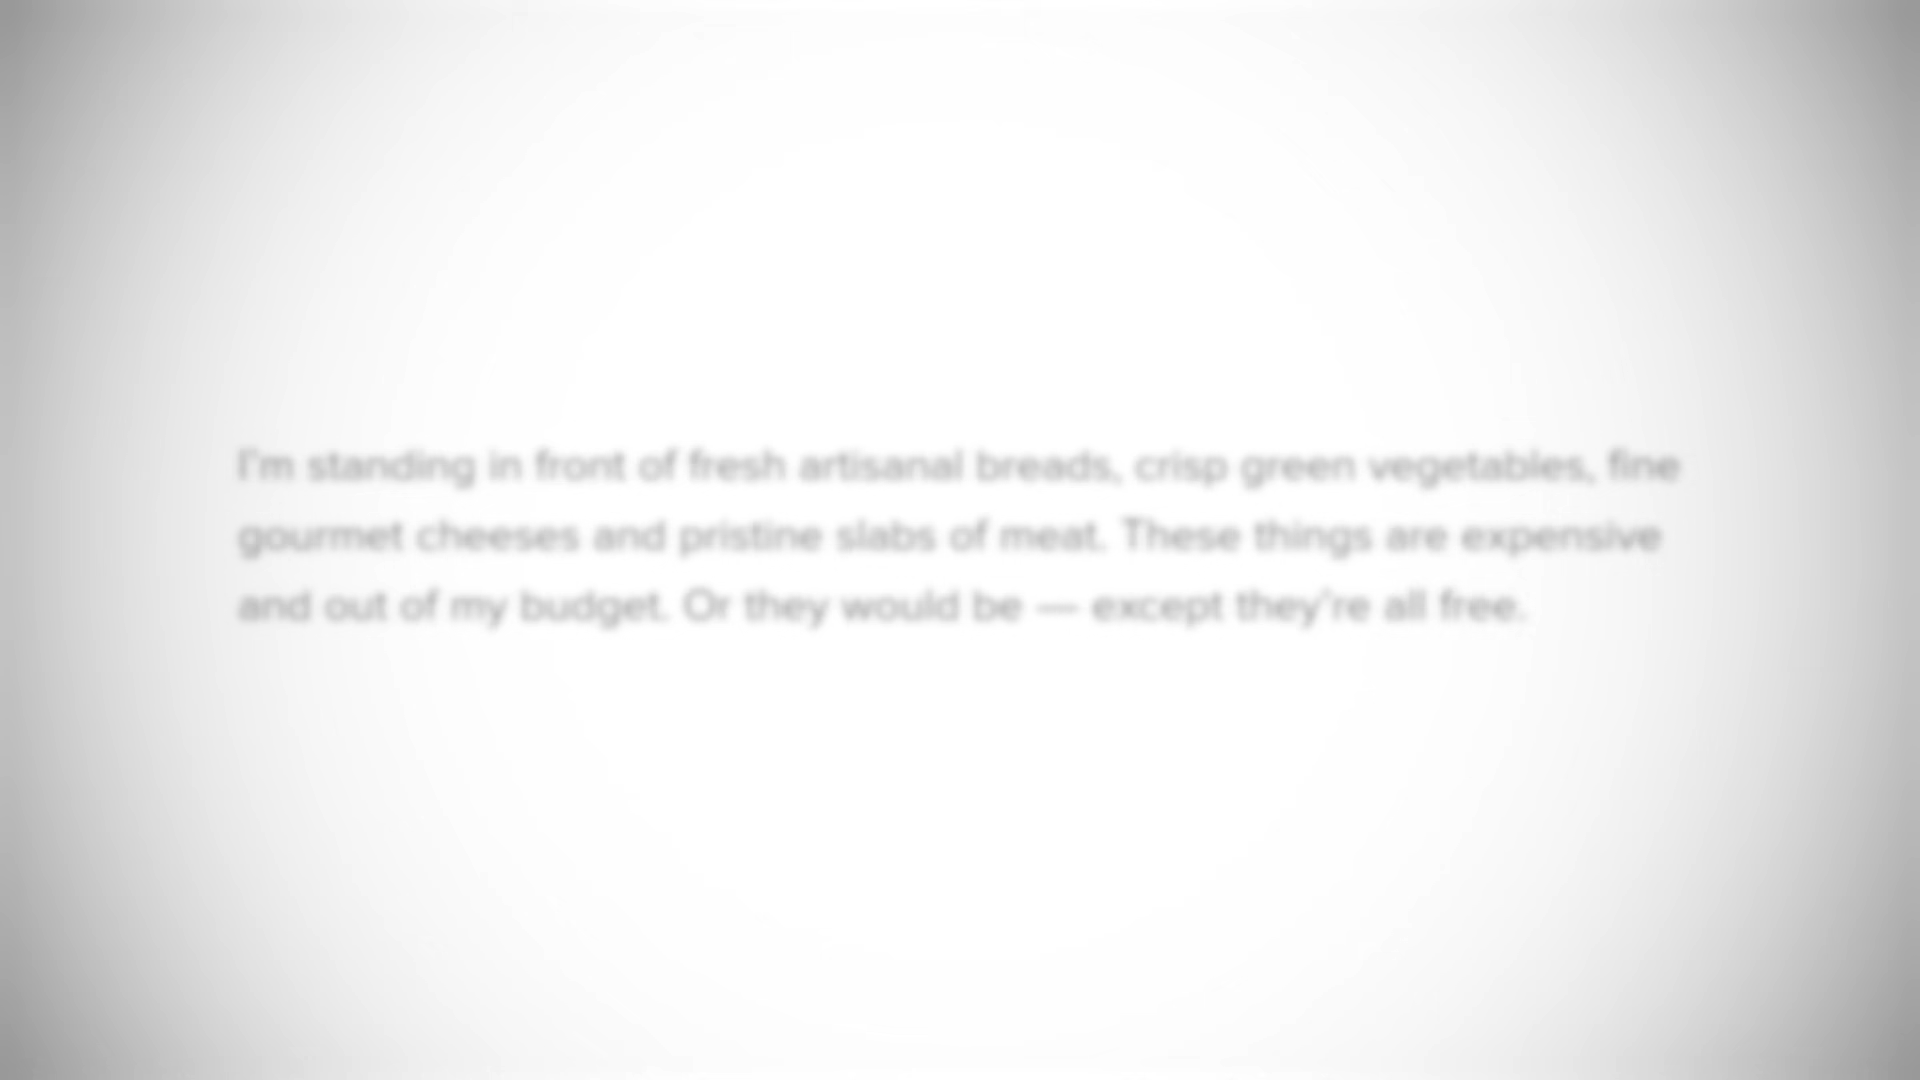 I'm standing in front of fresh artisanal breads, crisp green vegetables, fine
gourmet cheeses and pristine slabs of meat. These things are expensive
and out of my budget. Or they would be — except they're all free.